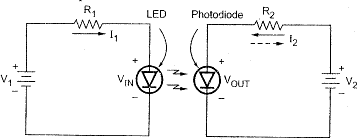 R1
LED
Photodiode
R2
I1
I2
+
+
+
+
V1
VIN
VOUT
V2
−
−
−
−